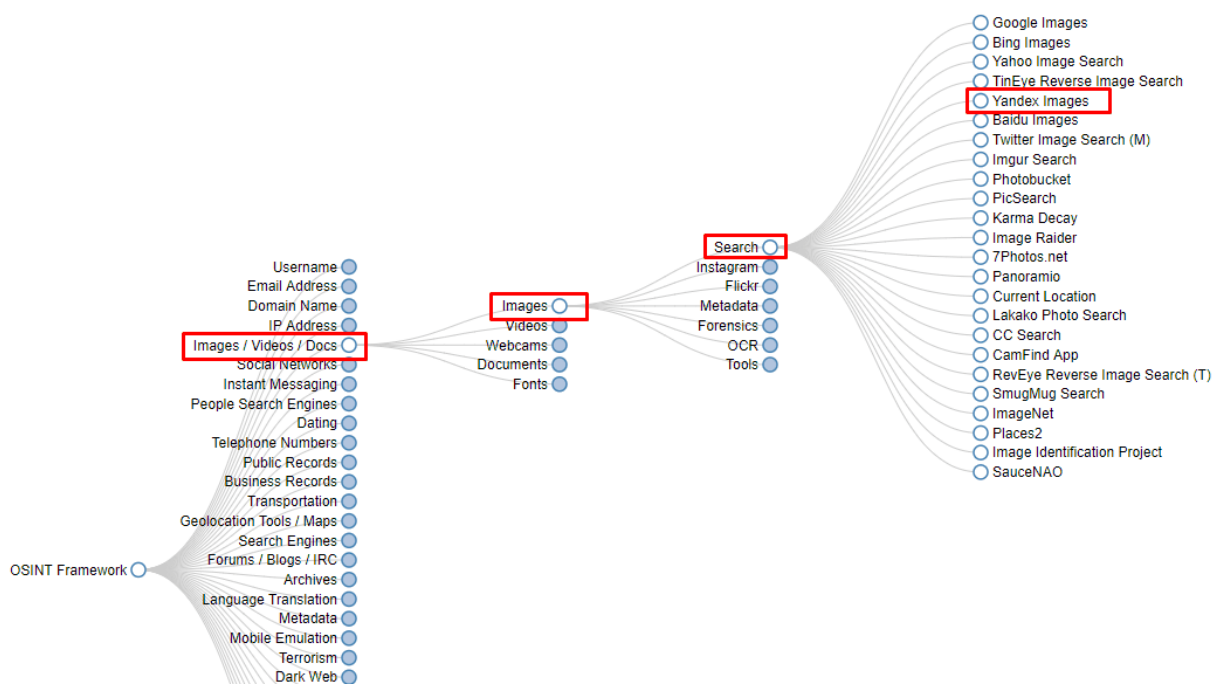 OSINT Framework
Username
Email Address
Domain Name
IP Address
Images / Videos / Docs
Social Networks
Instant Messaging
People Search Engines
Dating
Telephone Numbers
Public Records
Business Records
Transportation
Geolocation Tools / Maps
Search Engines
Forums / Blogs / IRC
Archives
Language Translation
Metadata
Mobile Emulation
Terrorism
Dark Web
Images
Videos
Webcams
Documents
Fonts
Search
Instagram
Flickr
Metadata
Forensics
OCR
Tools
Google Images
Bing Images
Yahoo Image Search
TinEye Reverse Image Search
Yandex Images
Baidu Images
Twitter Image Search (M)
Imgur Search
Photobucket
PicSearch
Karma Decay
Image Raider
7Photos.net
Panoramio
Current Location
Lakako Photo Search
CC Search
CamFind App
RevEye Reverse Image Search (T)
SmugMug Search
ImageNet
Places2
Image Identification Project
SauceNAO